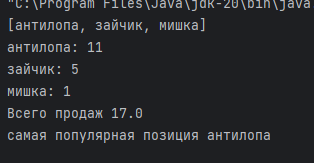 "C:\Program Files\Java\jdk-20\bin\java
[антилопа, зайчик, мишка]
антилопа: 11
зайчик: 5
мишка: 1
Всего продаж 17.0
самая популярная позиция антилопа